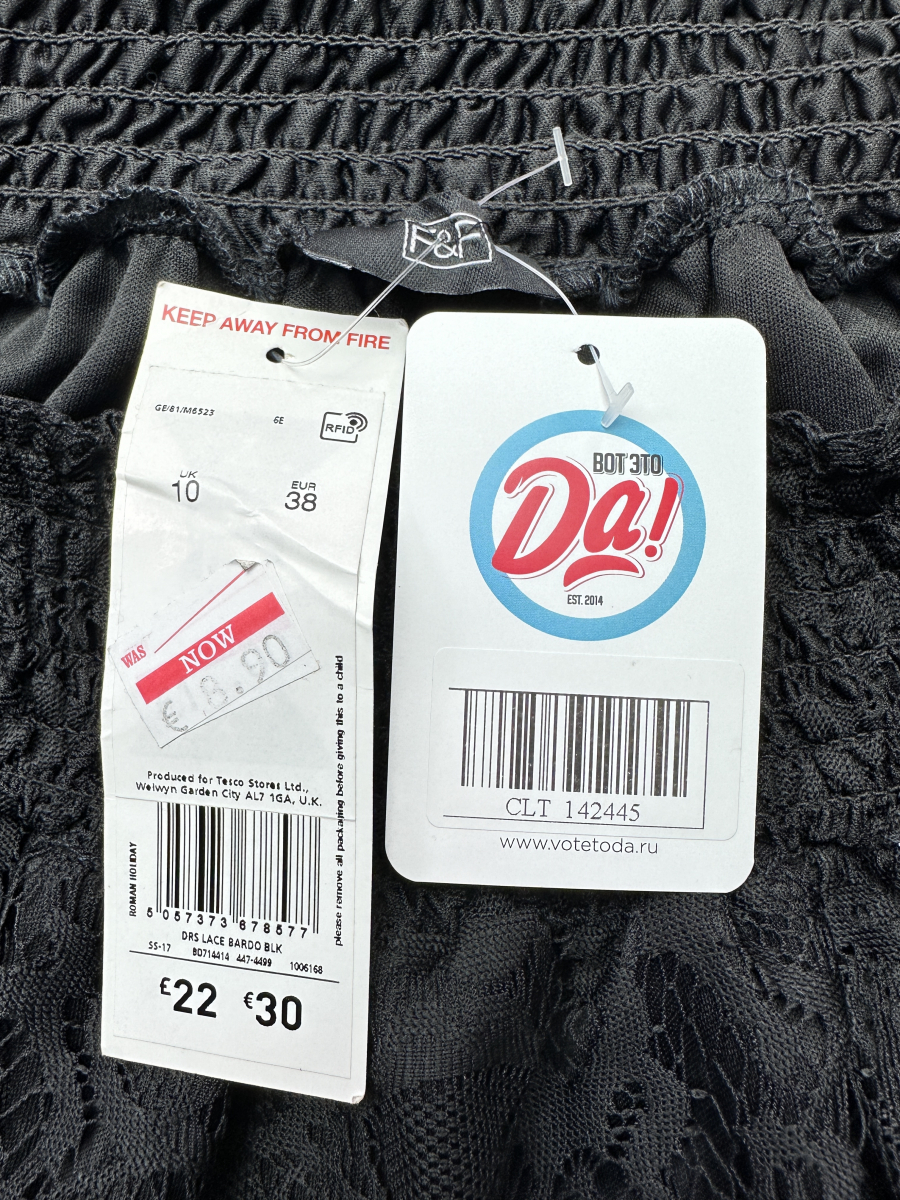 F&F
KEEP AWAY FROM FIRE
GE/81/M6523
6E
RFID
UK
10
EUR
38
WAS
NOW
€18.90
Produced for Tesco Stores Ltd.,
Welwyn Garden City AL7 1GA, U.K.
please remove all packaging before giving this to a child
ROMAN HOLIDAY
5 057373 678577
DRS LACE BARDO BLK
SS-17
BD714414 447-4499 1006168
£22 €30
ВОТ ЭТО
Да!
EST. 2014
CLT 142445
www.votetoda.ru